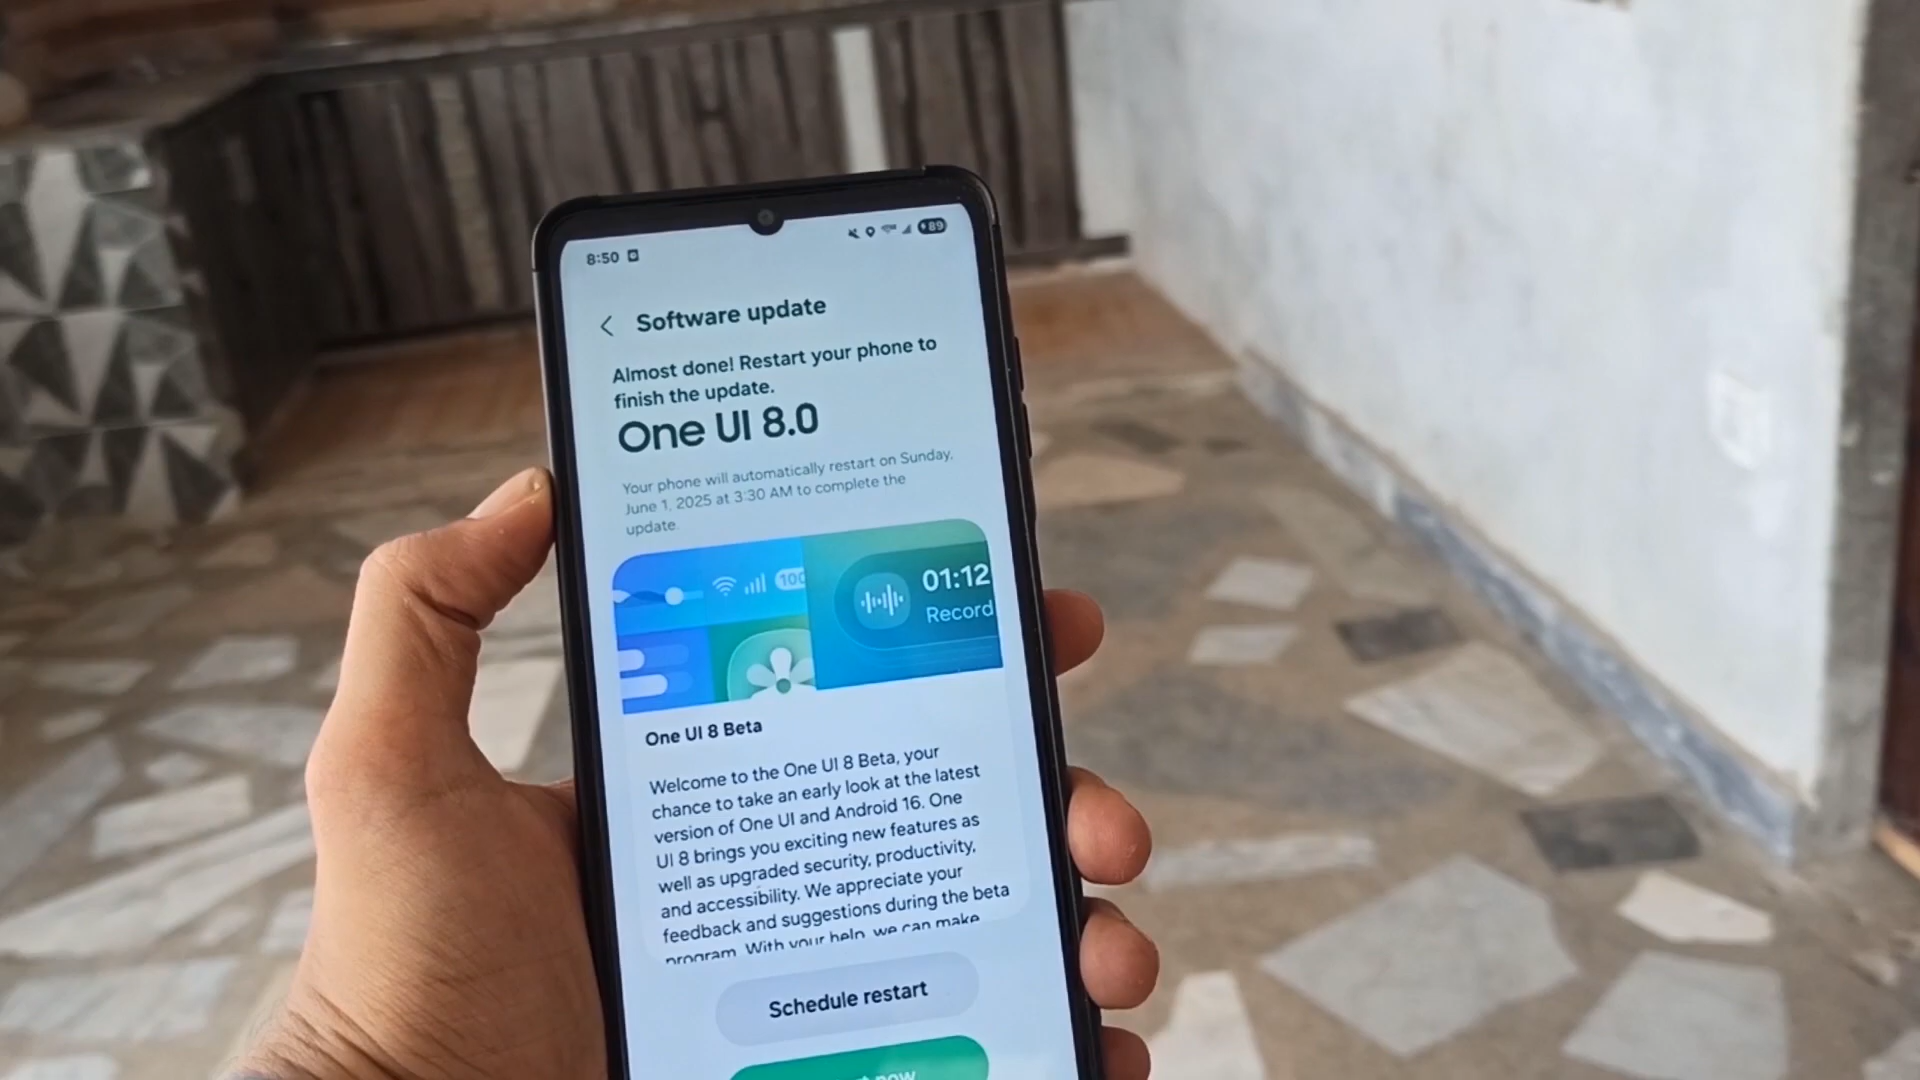 8:50
89
Software update
Almost done! Restart your phone to
finish the update.
One UI 8.0
Your phone will automatically restart on Sunday,
June 1, 2025 at 3:30 AM to complete the
update.
100
01:12
Record
One UI 8 Beta
Welcome to the One UI 8 Beta, your
chance to take an early look at the latest
version of One UI and Android 16. One
UI 8 brings you exciting new features as
well as upgraded security, productivity,
and accessibility. We appreciate your
feedback and suggestions during the beta
program. With your help, we can make
Schedule restart
now